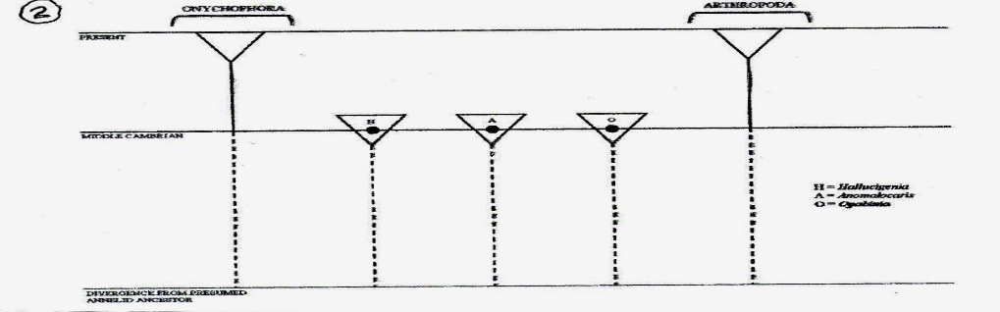 2
ONYCHOPHORA
ARTHROPODA
PRESENT
H
A
O
MIDDLE CAMBRIAN
H = Hallucigenia
A = Anomalocaris
O = Opabinia
DIVERGENCE FROM PRESUMED
ANNELID ANCESTOR